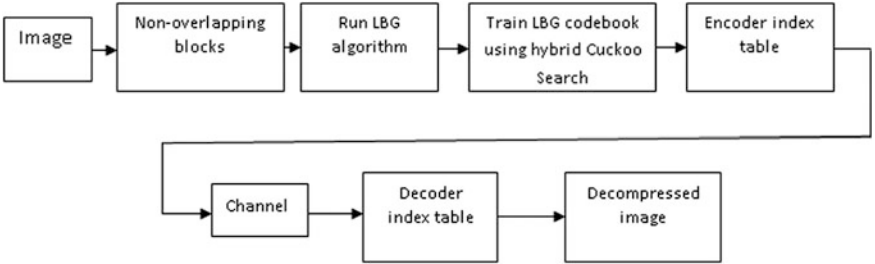 Image
Non-overlapping
blocks
Run LBG
algorithm
Train LBG codebook
using hybrid Cuckoo
Search
Encoder index
table
Channel
Decoder
index table
Decompressed
image